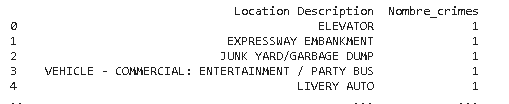 Location Description Nombre_crimes
0 ELEVATOR 1
1 EXPRESSWAY EMBANKMENT 1
2 JUNK YARD/GARBAGE DUMP 1
3 VEHICLE - COMMERCIAL: ENTERTAINMENT / PARTY BUS 1
4 LIVERY AUTO 1
.. ... ...